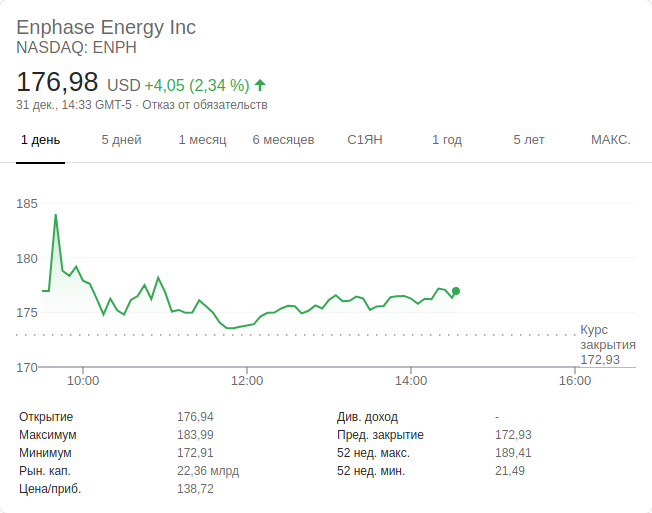 Enphase Energy Inc
NASDAQ: ENPH
176,98 USD +4,05 (2,34 %)
31 дек., 14:33 GMT-5 · Отказ от обязательств
1 день 5 дней 1 месяц 6 месяцев С1ЯН 1 год 5 лет МАКС.
185
180
175
170
Курс
закрытия
172,93
10:00 12:00 14:00 16:00
Открытие 176,94 Див. доход -
Максимум 183,99 Пред. закрытие 172,93
Минимум 172,91 52 нед. макс. 189,41
Рын. кап. 22,36 млрд 52 нед. мин. 21,49
Цена/приб. 138,72